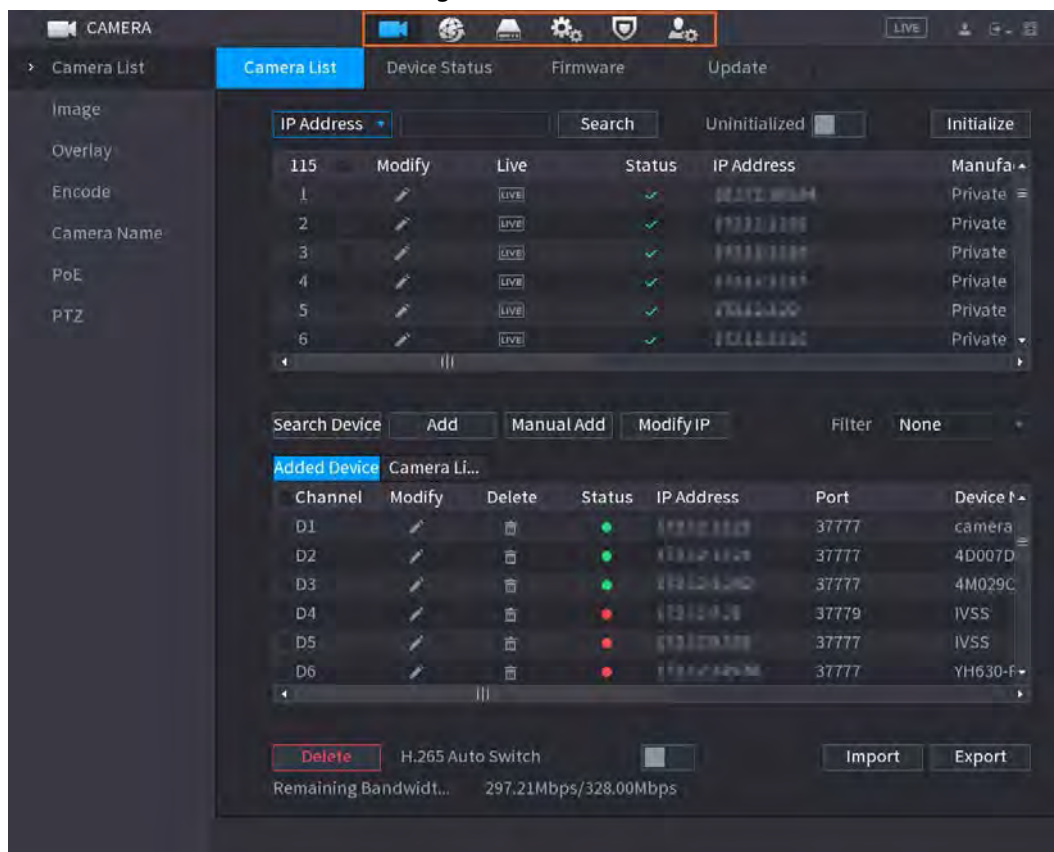 CAMERA LIVE
Camera List Camera List Device Status Firmware Update
Image
IP Address Search Uninitialized Initialize
Overlay
115 Modify Live Status IP Address Manufa
Encode
1 LIVE Private
2 LIVE Private
Camera Name
3 LIVE Private
PoE
4 LIVE Private
PTZ
5 LIVE Private
6 LIVE Private
Search Device Add Manual Add Modify IP Filter None
Added Device Camera Li...
Channel Modify Delete Status IP Address Port Device N
D1 37777 camera
D2 37777 4D007D
D3 37777 4M029C
D4 37779 IVSS
D5 37777 IVSS
D6 37777 YH630-F
Delete H.265 Auto Switch Import Export
Remaining Bandwidt... 297.21Mbps/328.00Mbps